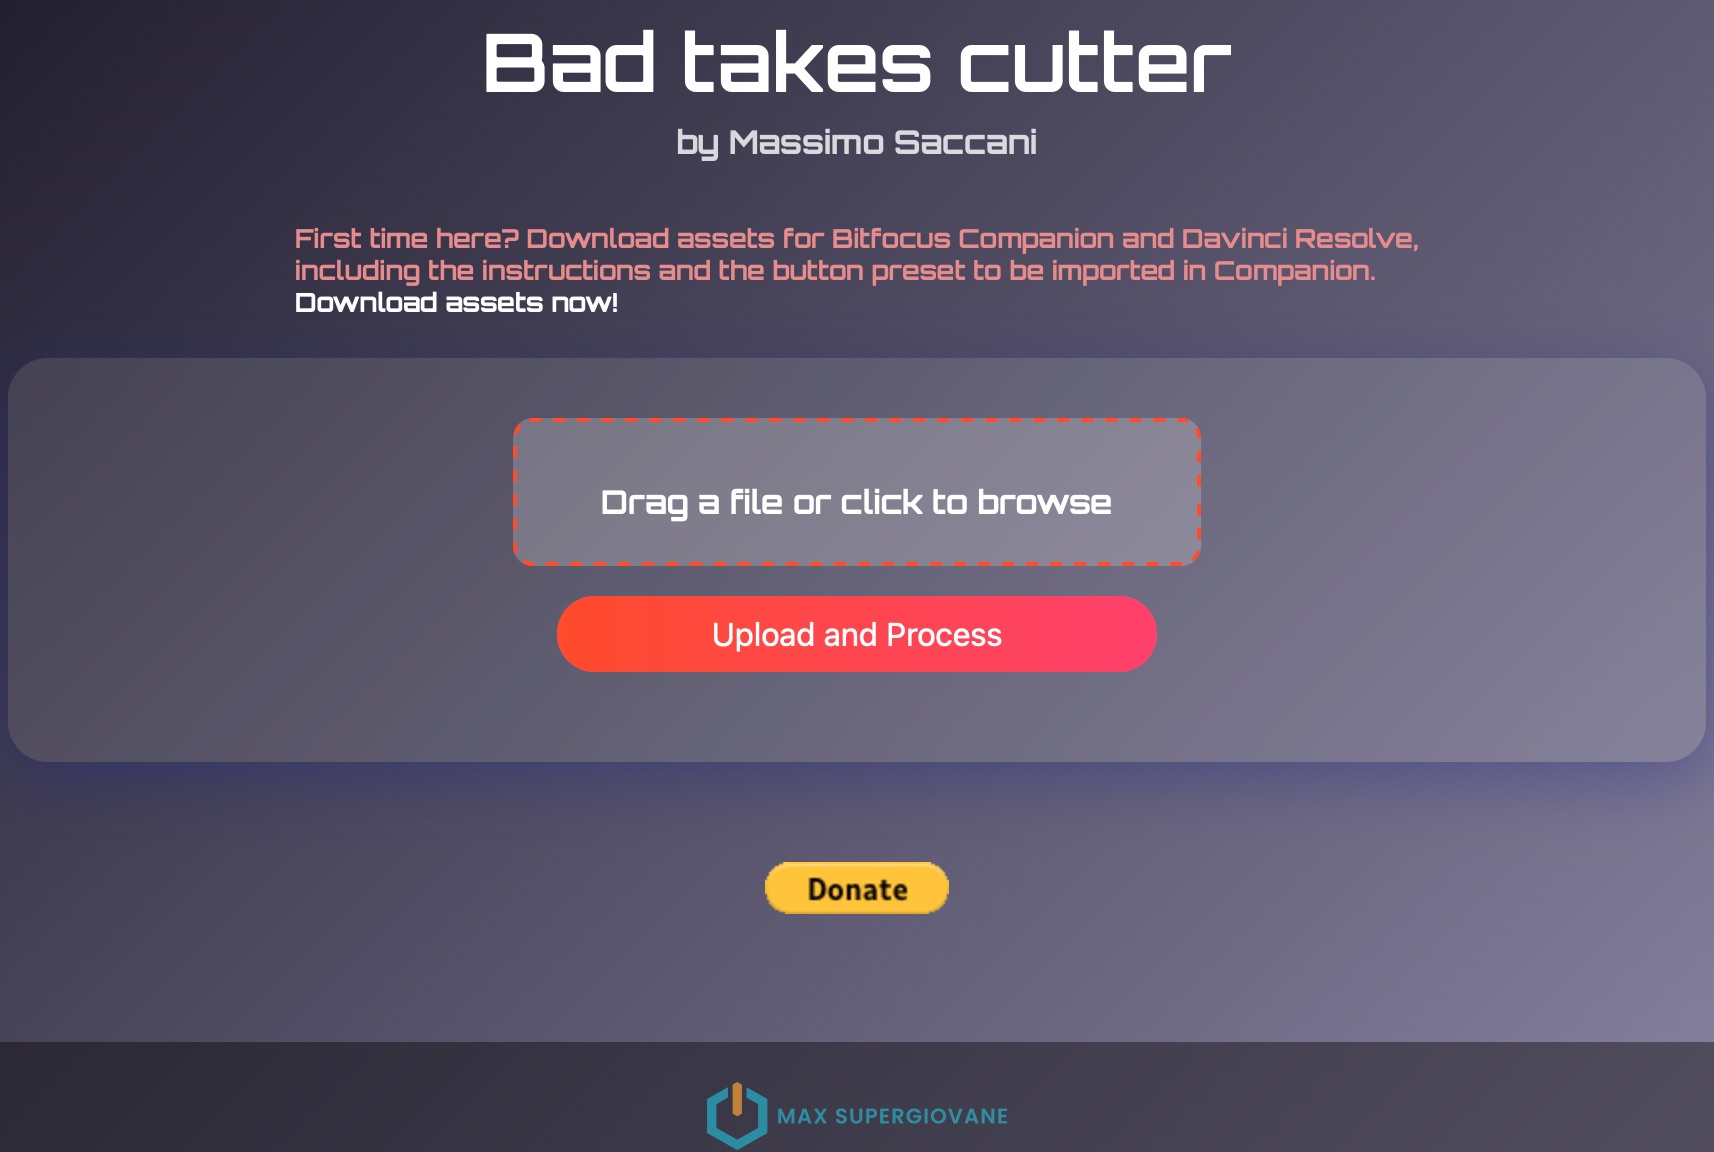 Bad takes cutter
by Massimo Saccani
First time here? Download assets for Bitfocus Companion and Davinci Resolve,
including the instructions and the button preset to be imported in Companion.
Download assets now!
Drag a file or click to browse
Upload and Process
Donate
MAX SUPERGIOVANE